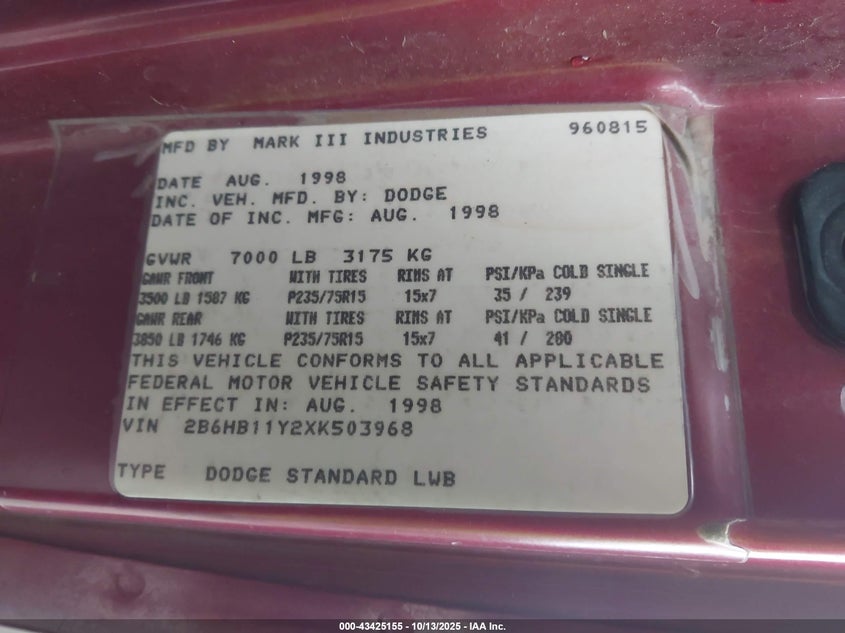 MFD BY MARK III INDUSTRIES 960815
DATE AUG. 1998
INC. VEH. MFD. BY: DODGE
DATE OF INC. MFG: AUG. 1998
GVWR 7000 LB 3175 KG
GAWR FRONT WITH TIRES RIMS AT PSI/KPa COLD SINGLE
3500 LB 1587 KG P235/75R15 15x7 35 / 239
GAWR REAR WITH TIRES RIMS AT PSI/KPa COLD SINGLE
3850 LB 1746 KG P235/75R15 15x7 41 / 280
THIS VEHICLE CONFORMS TO ALL APPLICABLE
FEDERAL MOTOR VEHICLE SAFETY STANDARDS
IN EFFECT IN: AUG. 1998
VIN 2B6HB11Y2XK503968
TYPE DODGE STANDARD LWB
000-43425155 - 10/13/2025 - IAA Inc.